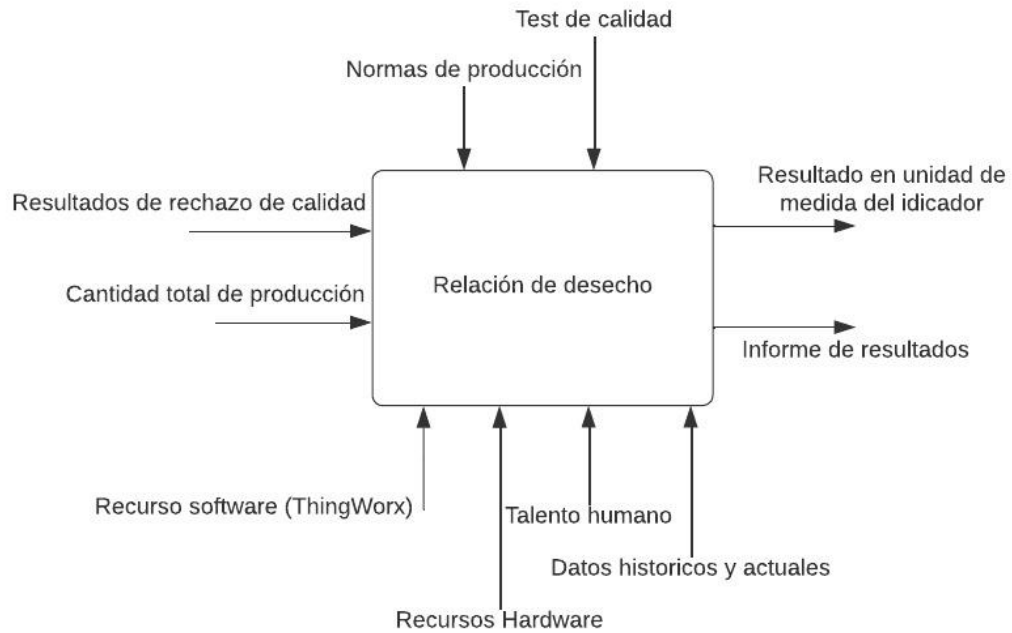 Test de calidad
Normas de producción
Resultados de rechazo de calidad
Cantidad total de producción
Relación de desecho
Resultado en unidad de
medida del idicador
Informe de resultados
Recurso software (ThingWorx)
Talento humano
Datos historicos y actuales
Recursos Hardware